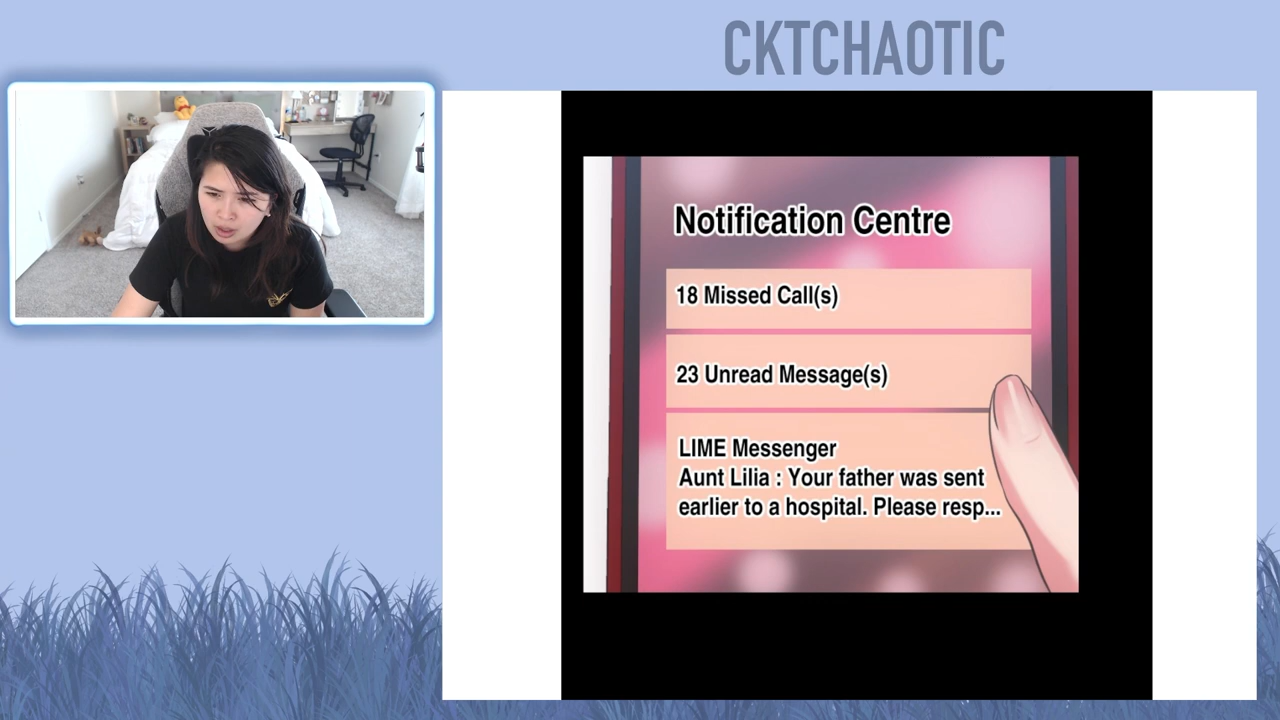 CKTCHAOTIC
Notification Centre
18 Missed Call(s)
23 Unread Message(s)
LIME Messenger
Aunt Lilia : Your father was sent
earlier to a hospital. Please resp...